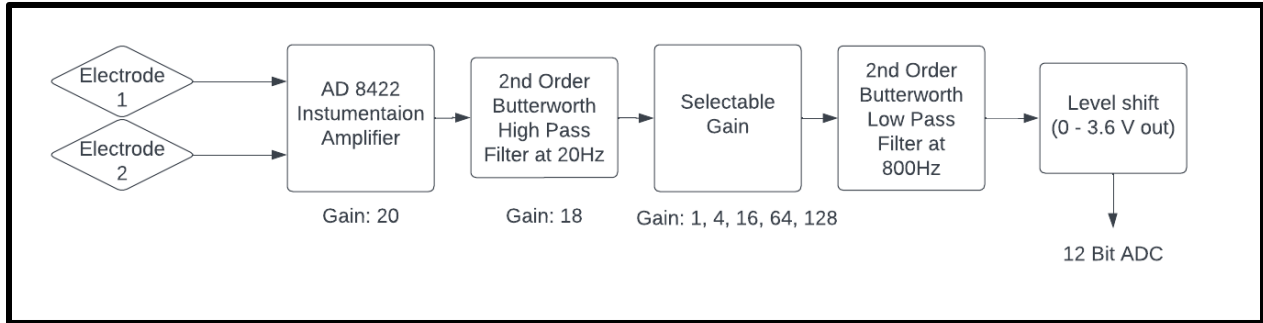 Electrode
1
Electrode
2
AD 8422
Instumentaion
Amplifier
Gain: 20
2nd Order
Butterworth
High Pass
Filter at 20Hz
Gain: 18
Selectable
Gain
Gain: 1, 4, 16, 64, 128
2nd Order
Butterworth
Low Pass
Filter at
800Hz
Level shift
(0 - 3.6 V out)
12 Bit ADC